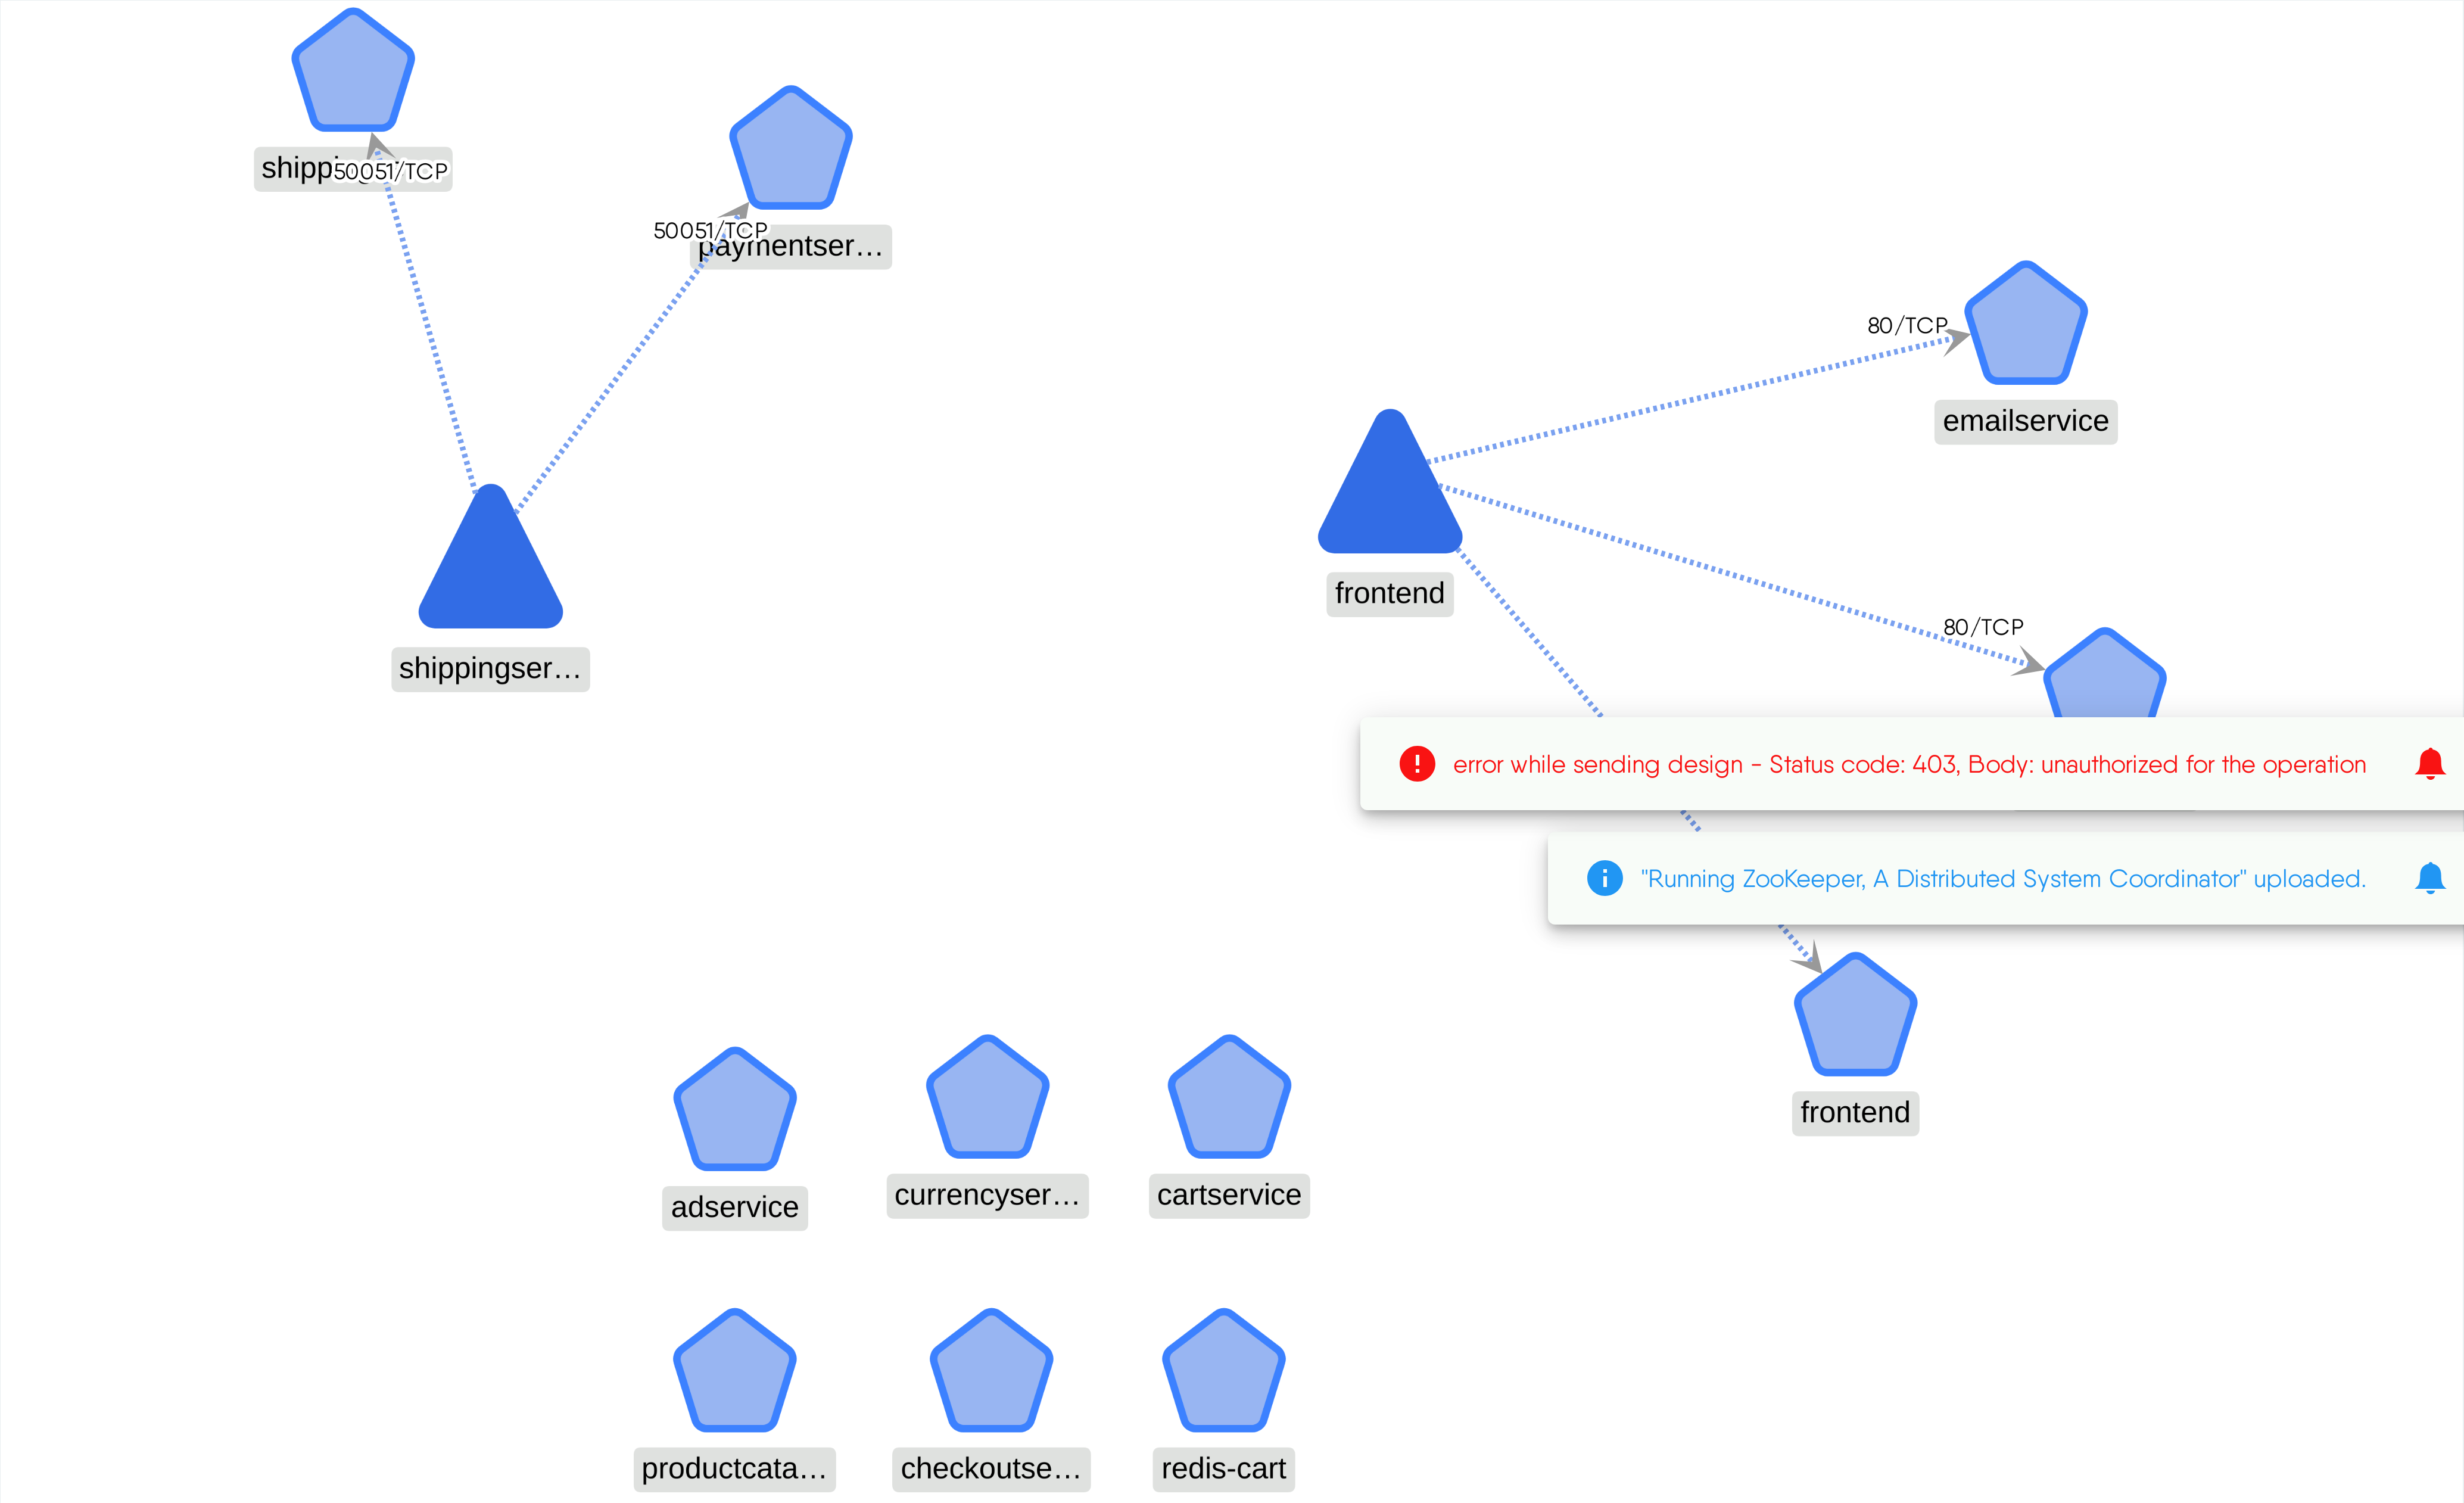 shipp
50051/TCP
50051/TCP
paymentser...
80/TCP
emailservice
frontend
80/TCP
shippingser...
error while sending design - Status code: 403, Body: unauthorized for the operation
"Running ZooKeeper, A Distributed System Coordinator" uploaded.
frontend
adservice
currencyser...
cartservice
productcata...
checkoutse...
redis-cart